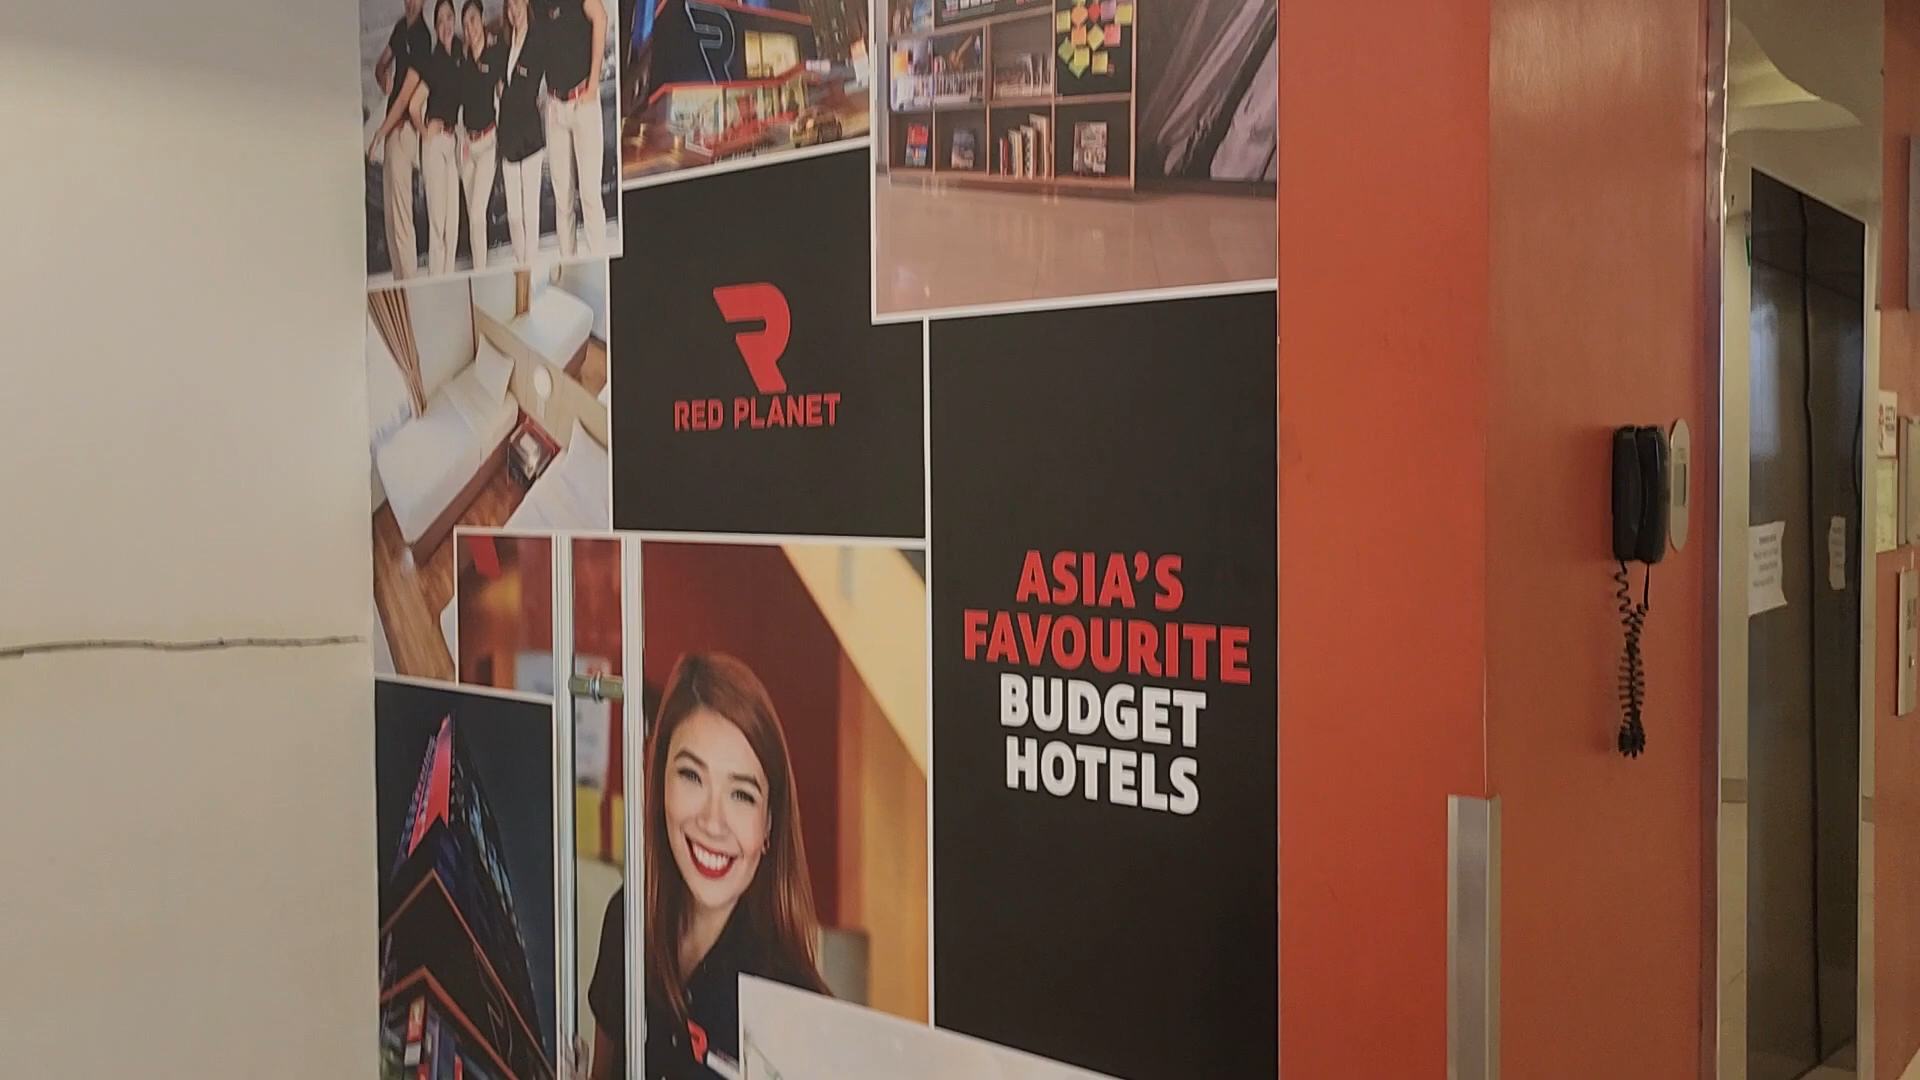 RED PLANET
ASIA'S
FAVOURITE
BUDGET
HOTELS